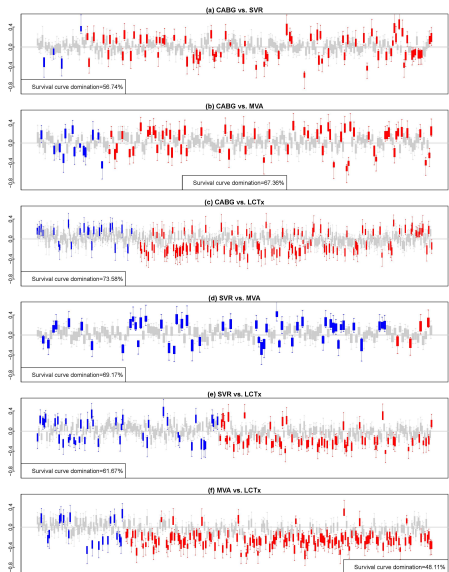 (a) CABG vs. SVR
0.4
0.0
-0.4
-0.8
Survival curve domination=56.74%
(b) CABG vs. MVA
0.4
0.0
-0.4
-0.8
Survival curve domination=67.36%
(c) CABG vs. LCTx
0.4
0.0
-0.4
-0.8
Survival curve domination=73.58%
(d) SVR vs. MVA
0.4
0.0
-0.4
-0.8
Survival curve domination=69.17%
(e) SVR vs. LCTx
0.4
0.0
-0.4
-0.8
Survival curve domination=61.67%
(f) MVA vs. LCTx
0.4
0.0
-0.4
-0.8
Survival curve domination=48.11%